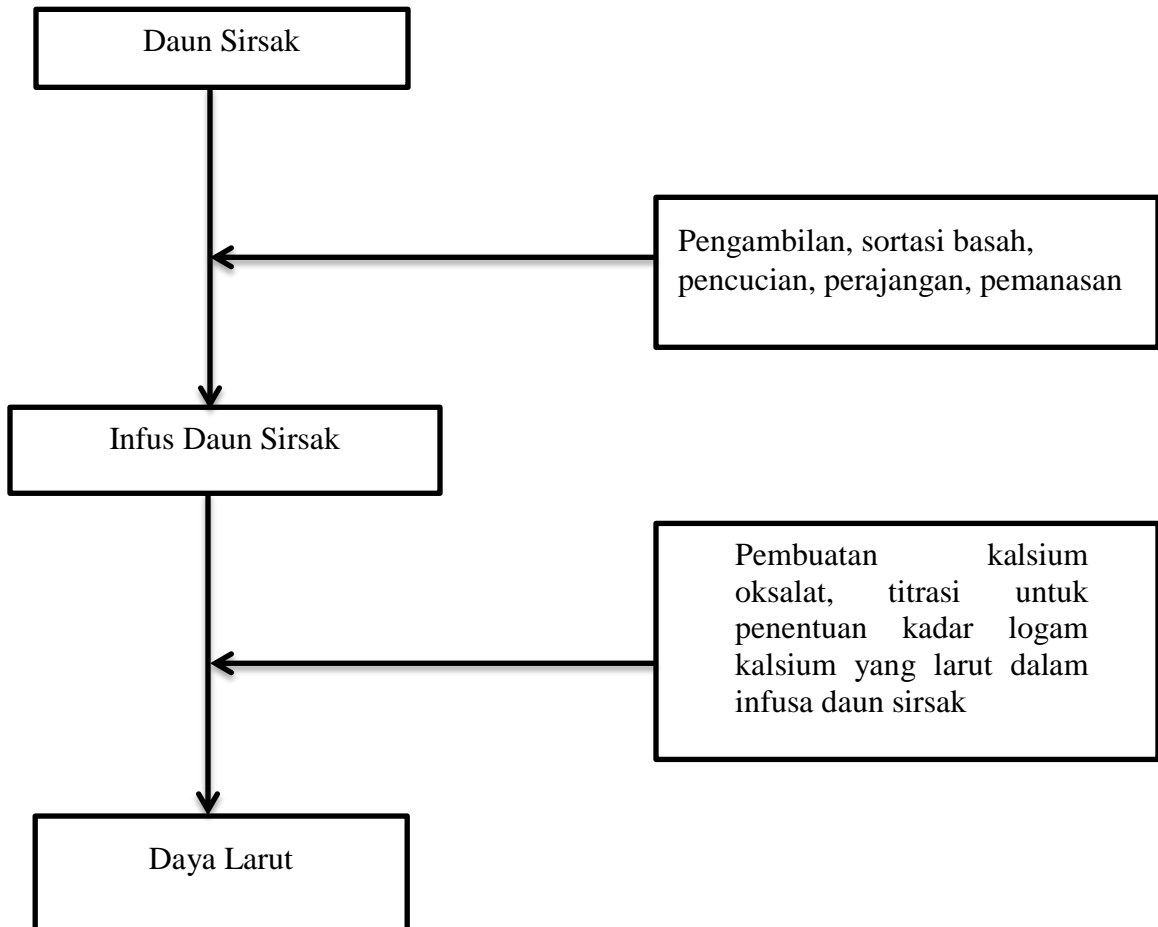 Daun Sirsak
Pengambilan, sortasi basah,
pencucian, perajangan, pemanasan
Infus Daun Sirsak
Pembuatan kalsium
oksalat, titrasi untuk
penentuan kadar logam
kalsium yang larut dalam
infusa daun sirsak
Daya Larut